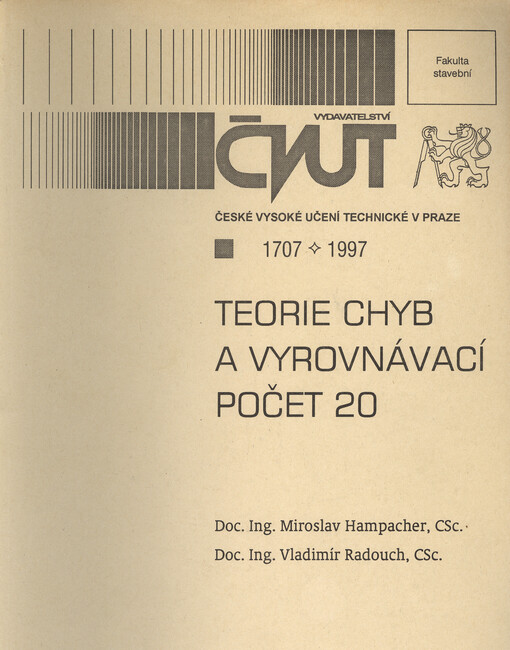 Fakulta
stavební
VYDAVATELSTVÍ
ČVUT
ČESKÉ VYSOKÉ UČENÍ TECHNICKÉ V PRAZE
1707 ✧ 1997
TEORIE CHYB
A VYROVNÁVACÍ
POČET 20
Doc. Ing. Miroslav Hampacher, CSc.
Doc. Ing. Vladimír Radouch, CSc.